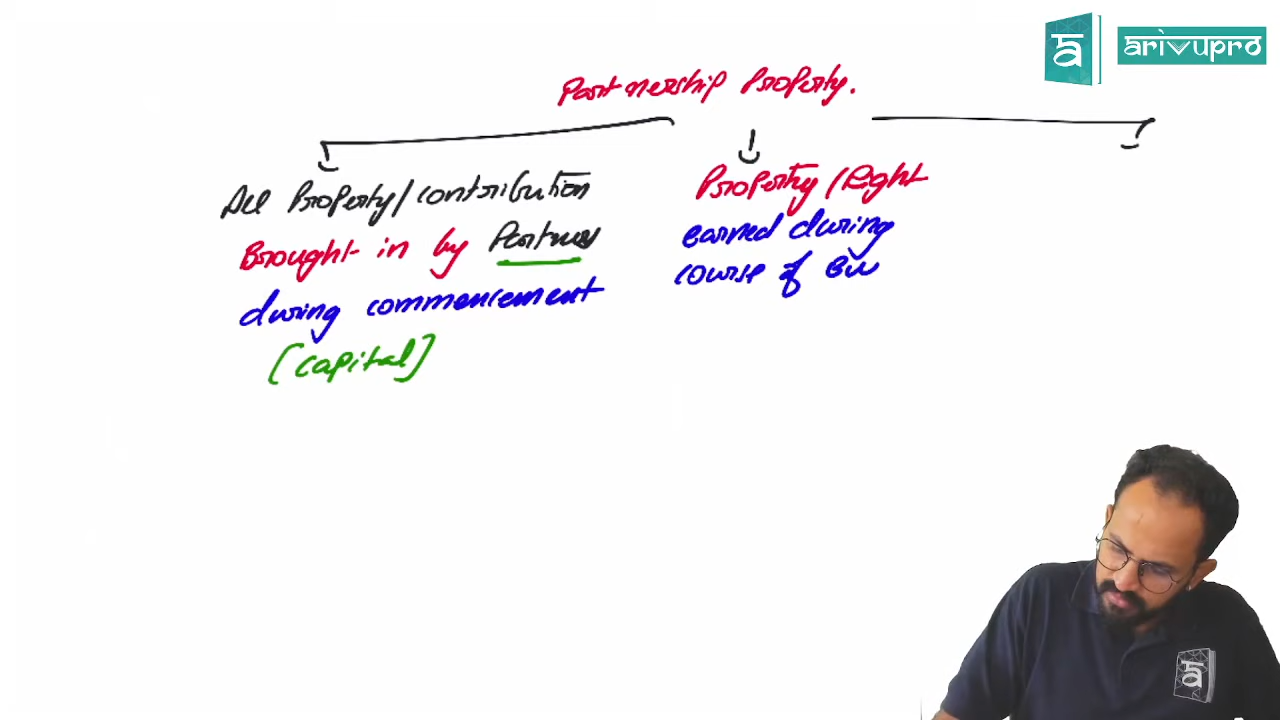 arivupro
Partnership Property.
All Property/contribution
Brought in by Partners
during commencement
[capital]
Property/Right
earned during
course of Bu